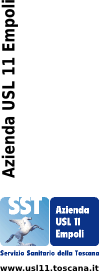 Azienda USL 11 Empoli
SST
Azienda
USL 11
Empoli
Servizio Sanitario della Toscana
www.usl11.toscana.it